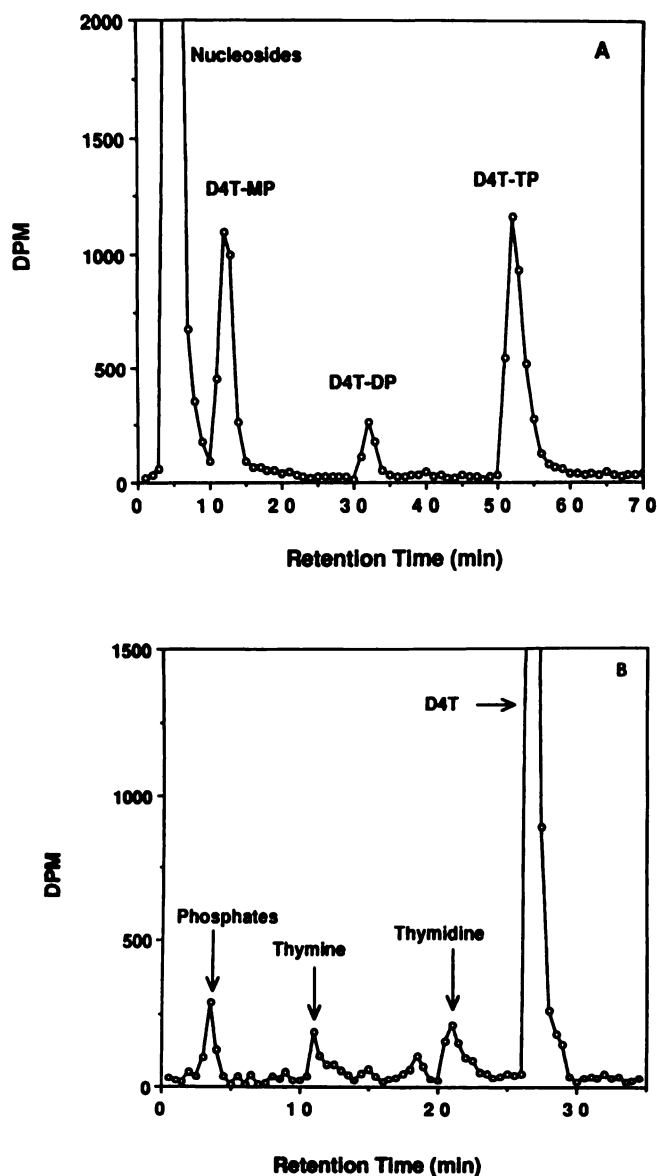 2000
Nucleosides
A
1500
D4T-MP
D4T-TP
DPM
1000
500
D4T-DP
0
0 10 20 30 40 50 60 70
Retention Time (min)
1500
B
D4T
1000
DPM
Phosphates
500
Thymine
Thymidine
0
0 10 20 30
Retention Time (min)